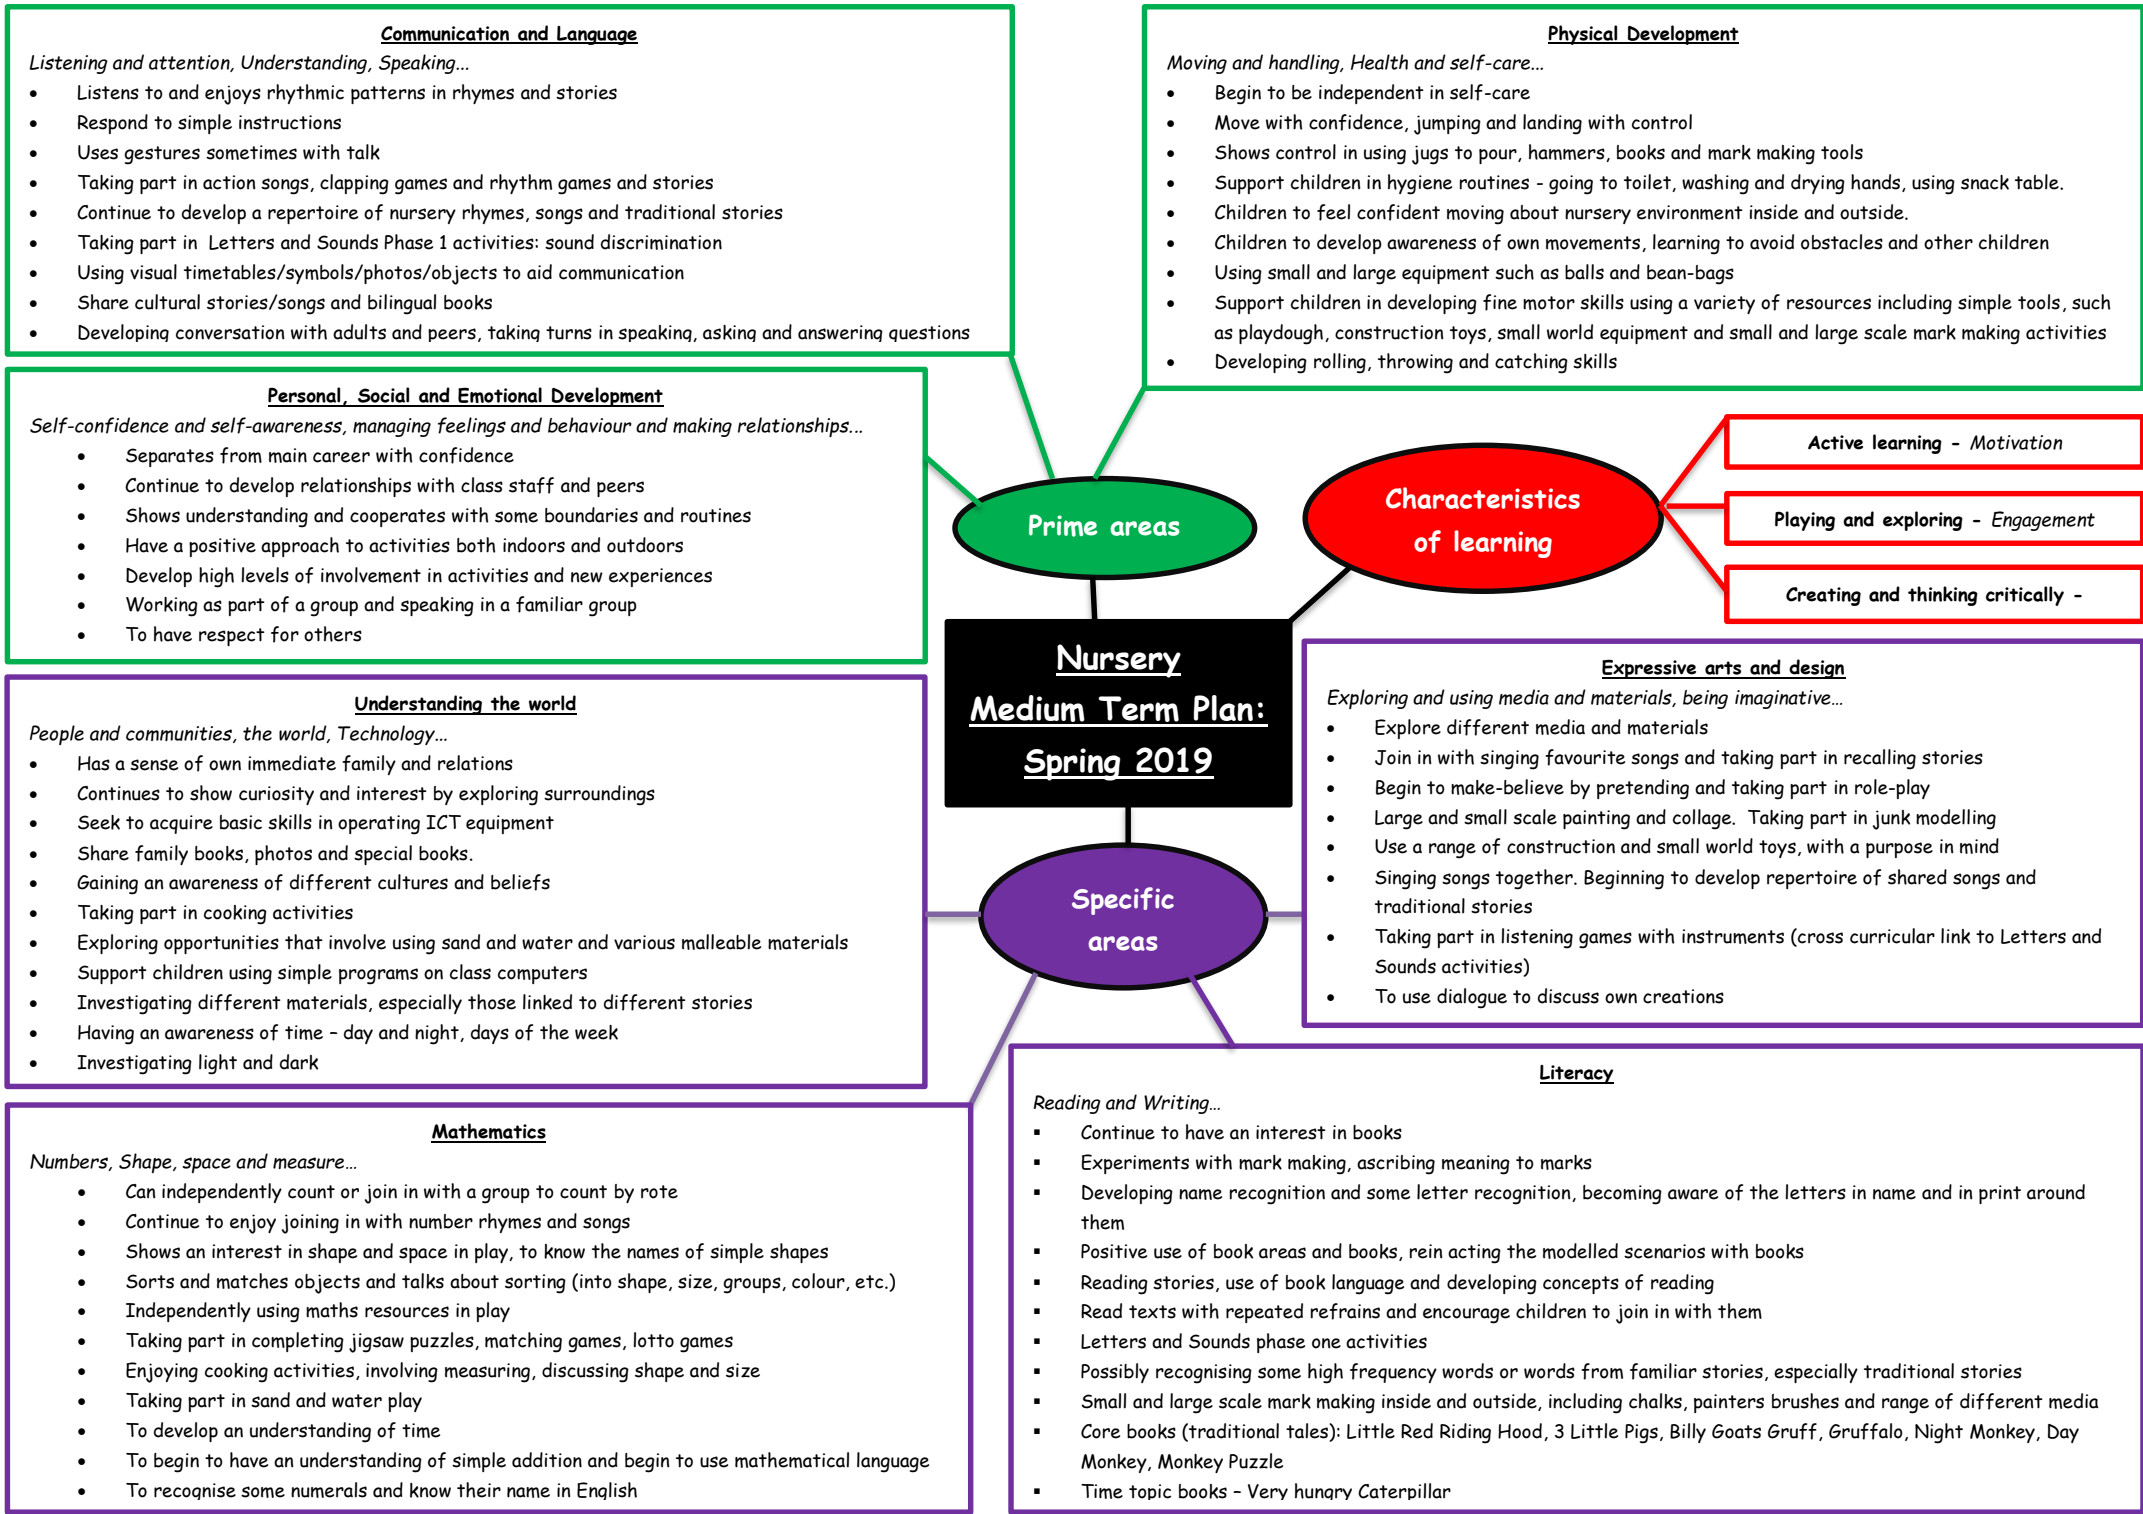 Communication and Language
Listening and attention, Understanding, Speaking...
• Listens to and enjoys rhythmic patterns in rhymes and stories
• Respond to simple instructions
• Uses gestures sometimes with talk
• Taking part in action songs, clapping games and rhythm games and stories
• Continue to develop a repertoire of nursery rhymes, songs and traditional stories
• Taking part in Letters and Sounds Phase 1 activities: sound discrimination
• Using visual timetables/symbols/photos/objects to aid communication
• Share cultural stories/songs and bilingual books
• Developing conversation with adults and peers, taking turns in speaking, asking and answering questions
Physical Development
Moving and handling, Health and self-care...
• Begin to be independent in self-care
• Move with confidence, jumping and landing with control
• Shows control in using jugs to pour, hammers, books and mark making tools
• Support children in hygiene routines - going to toilet, washing and drying hands, using snack table.
• Children to feel confident moving about nursery environment inside and outside.
• Children to develop awareness of own movements, learning to avoid obstacles and other children
• Using small and large equipment such as balls and bean-bags
• Support children in developing fine motor skills using a variety of resources including simple tools, such
as playdough, construction toys, small world equipment and small and large scale mark making activities
• Developing rolling, throwing and catching skills
Personal, Social and Emotional Development
Self-confidence and self-awareness, managing feelings and behaviour and making relationships...
• Separates from main career with confidence
• Continue to develop relationships with class staff and peers
• Shows understanding and cooperates with some boundaries and routines
• Have a positive approach to activities both indoors and outdoors
• Develop high levels of involvement in activities and new experiences
• Working as part of a group and speaking in a familiar group
• To have respect for others
Prime areas
Characteristics
of learning
Active learning - Motivation
Playing and exploring - Engagement
Creating and thinking critically -
Nursery
Medium Term Plan:
Spring 2019
Understanding the world
People and communities, the world, Technology...
• Has a sense of own immediate family and relations
• Continues to show curiosity and interest by exploring surroundings
• Seek to acquire basic skills in operating ICT equipment
• Share family books, photos and special books.
• Gaining an awareness of different cultures and beliefs
• Taking part in cooking activities
• Exploring opportunities that involve using sand and water and various malleable materials
• Support children using simple programs on class computers
• Investigating different materials, especially those linked to different stories
• Having an awareness of time – day and night, days of the week
• Investigating light and dark
Specific
areas
Expressive arts and design
Exploring and using media and materials, being imaginative...
• Explore different media and materials
• Join in with singing favourite songs and taking part in recalling stories
• Begin to make-believe by pretending and taking part in role-play
• Large and small scale painting and collage. Taking part in junk modelling
• Use a range of construction and small world toys, with a purpose in mind
• Singing songs together. Beginning to develop repertoire of shared songs and
traditional stories
• Taking part in listening games with instruments (cross curricular link to Letters and
Sounds activities)
• To use dialogue to discuss own creations
Mathematics
Numbers, Shape, space and measure...
• Can independently count or join in with a group to count by rote
• Continue to enjoy joining in with number rhymes and songs
• Shows an interest in shape and space in play, to know the names of simple shapes
• Sorts and matches objects and talks about sorting (into shape, size, groups, colour, etc.)
• Independently using maths resources in play
• Taking part in completing jigsaw puzzles, matching games, lotto games
• Enjoying cooking activities, involving measuring, discussing shape and size
• Taking part in sand and water play
• To develop an understanding of time
• To begin to have an understanding of simple addition and begin to use mathematical language
• To recognise some numerals and know their name in English
Literacy
Reading and Writing...
▪ Continue to have an interest in books
▪ Experiments with mark making, ascribing meaning to marks
▪ Developing name recognition and some letter recognition, becoming aware of the letters in name and in print around
them
▪ Positive use of book areas and books, rein acting the modelled scenarios with books
▪ Reading stories, use of book language and developing concepts of reading
▪ Read texts with repeated refrains and encourage children to join in with them
▪ Letters and Sounds phase one activities
▪ Possibly recognising some high frequency words or words from familiar stories, especially traditional stories
▪ Small and large scale mark making inside and outside, including chalks, painters brushes and range of different media
▪ Core books (traditional tales): Little Red Riding Hood, 3 Little Pigs, Billy Goats Gruff, Gruffalo, Night Monkey, Day
Monkey, Monkey Puzzle
▪ Time topic books – Very hungry Caterpillar